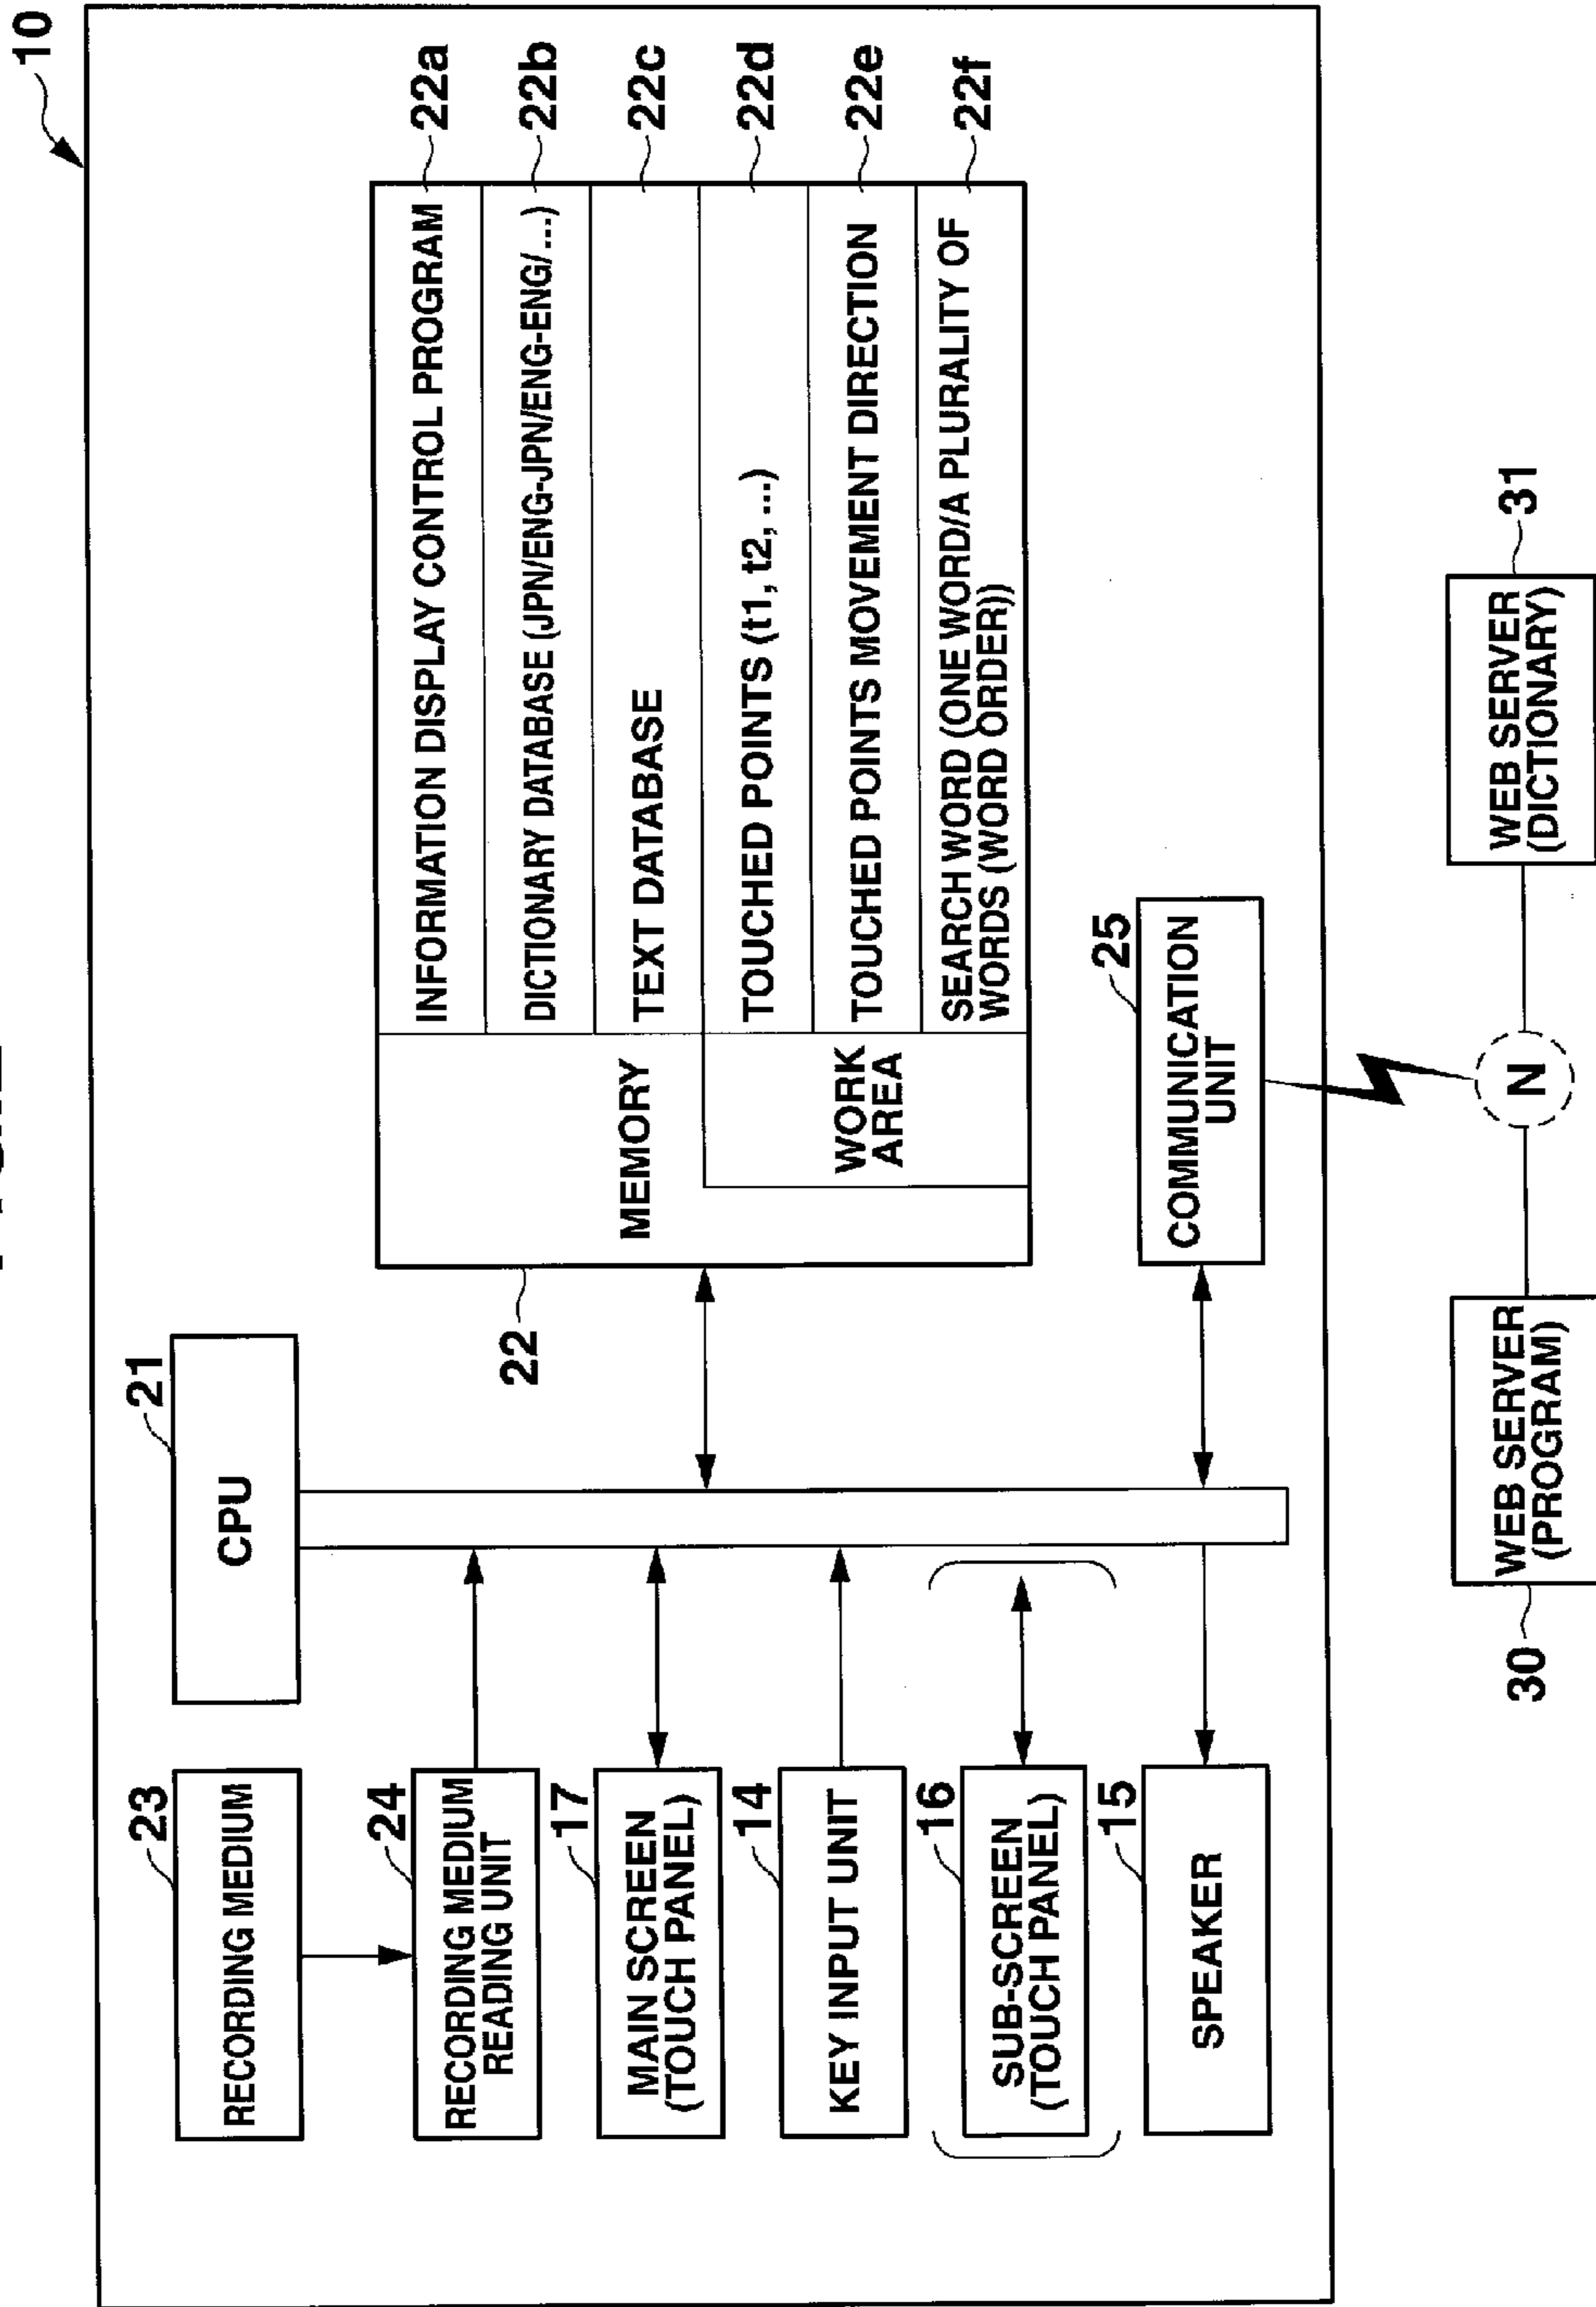 10
21
CPU
23
RECORDING MEDIUM
24
RECORDING MEDIUM
READING UNIT
17
MAIN SCREEN
(TOUCH PANEL)
14
KEY INPUT UNIT
16
SUB-SCREEN
(TOUCH PANEL)
15
SPEAKER
22
MEMORY
WORK
AREA
INFORMATION DISPLAY CONTROL PROGRAM
22a
DICTIONARY DATABASE (JPN/ENG-JPN/ENG-ENG/...)
22b
TEXT DATABASE
22c
TOUCHED POINTS (t1, t2, ...)
22d
TOUCHED POINTS MOVEMENT DIRECTION
22e
SEARCH WORD (ONE WORD/A PLURALITY OF
WORDS (WORD ORDER))
22f
25
COMMUNICATION
UNIT
30
WEB SERVER
(PROGRAM)
N
31
WEB SERVER
(DICTIONARY)